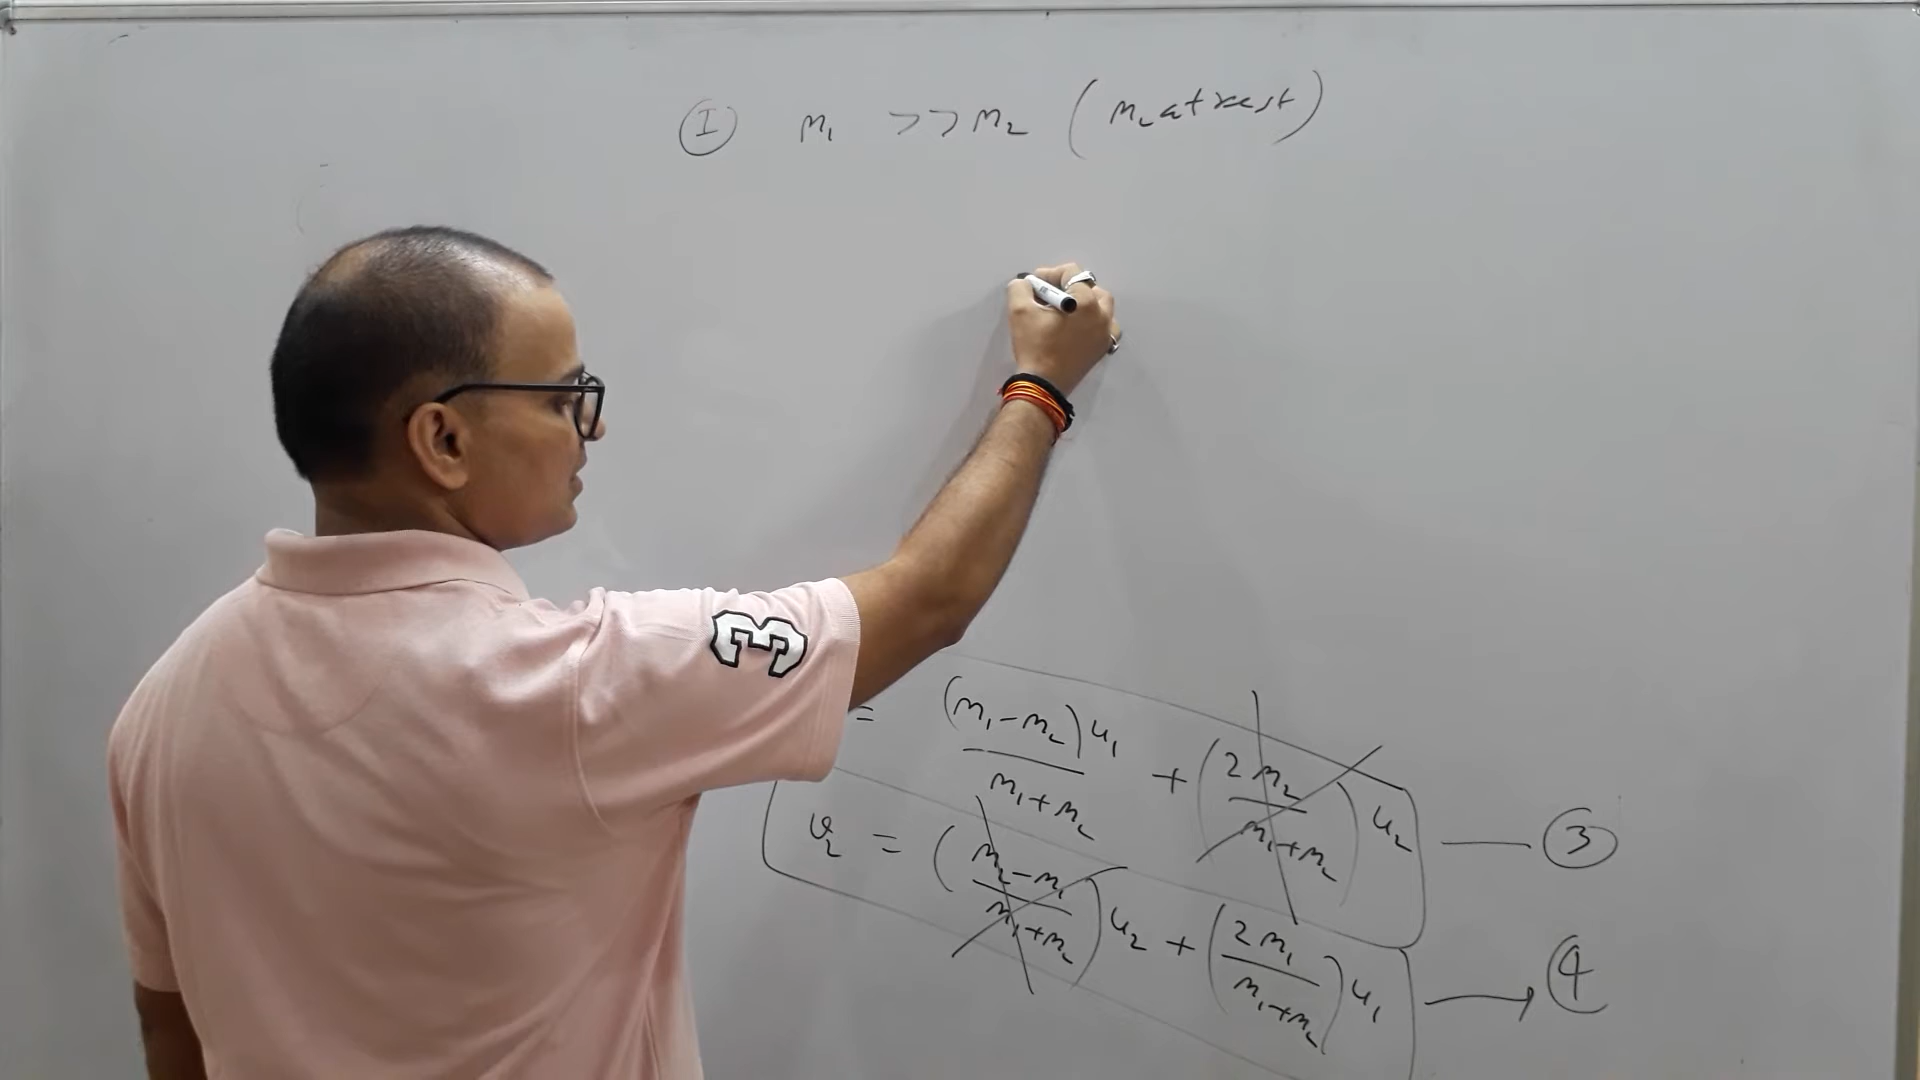 Ⓘ m₁ >> m₂ (m₂ at rest)
3
= (m₁-m₂)u₁/m₁+m₂ + (2m₂/m₁+m₂)u₂ — ③
v₂ = (m₂-m₁/m₁+m₂)u₂ + (2m₁/m₁+m₂)u₁ → ④